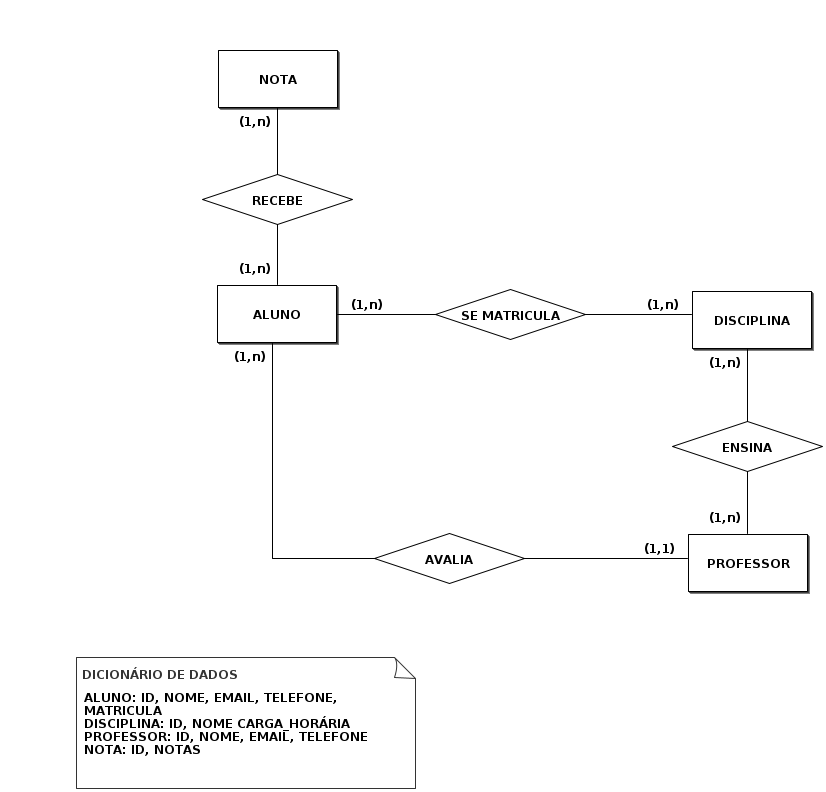 NOTA
(1,n)
RECEBE
(1,n)
ALUNO
(1,n)
SE MATRICULA
(1,n)
DISCIPLINA
(1,n)
(1,n)
ENSINA
(1,n)
AVALIA
(1,1)
PROFESSOR
DICIONÁRIO DE DADOS
ALUNO: ID, NOME, EMAIL, TELEFONE,
MATRICULA
DISCIPLINA: ID, NOME CARGA_HORÁRIA
PROFESSOR: ID, NOME, EMAIL, TELEFONE
NOTA: ID, NOTAS